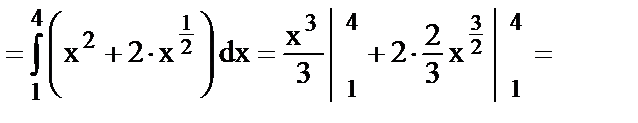 = ∫₁⁴ (x² + 2·x^(1/2)) dx = x³/3 |₁⁴ + 2·2/3 x^(3/2) |₁⁴ =